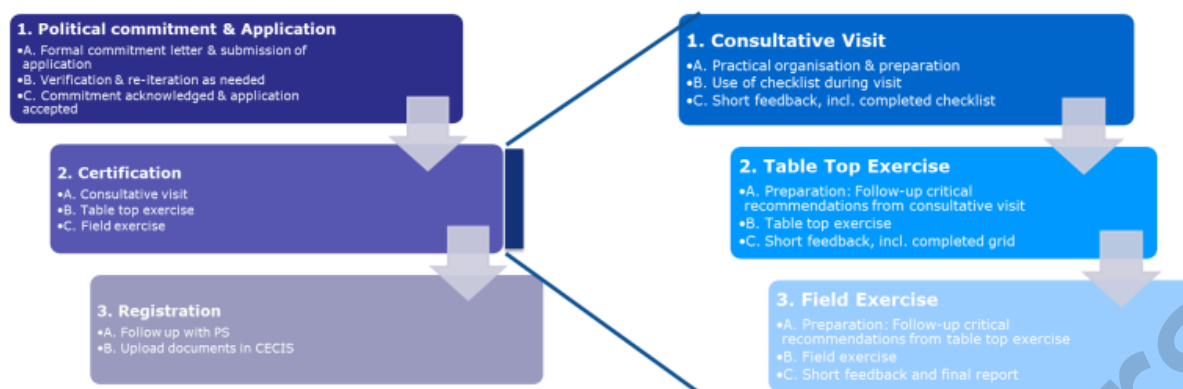 1. Political commitment & Application
•A. Formal commitment letter & submission of
application
•B. Verification & re-iteration as needed
•C. Commitment acknowledged & application
accepted
2. Certification
•A. Consultative visit
•B. Table top exercise
•C. Field exercise
3. Registration
•A. Follow up with PS
•B. Upload documents in CECIS
1. Consultative Visit
•A. Practical organisation & preparation
•B. Use of checklist during visit
•C. Short feedback, incl. completed checklist
2. Table Top Exercise
•A. Preparation: Follow-up critical
recommendations from consultative visit
•B. Table top exercise
•C. Short feedback, incl. completed grid
3. Field Exercise
•A. Preparation: Follow-up critical
recommendations from table top exercise
•B. Field exercise
•C. Short feedback and final report